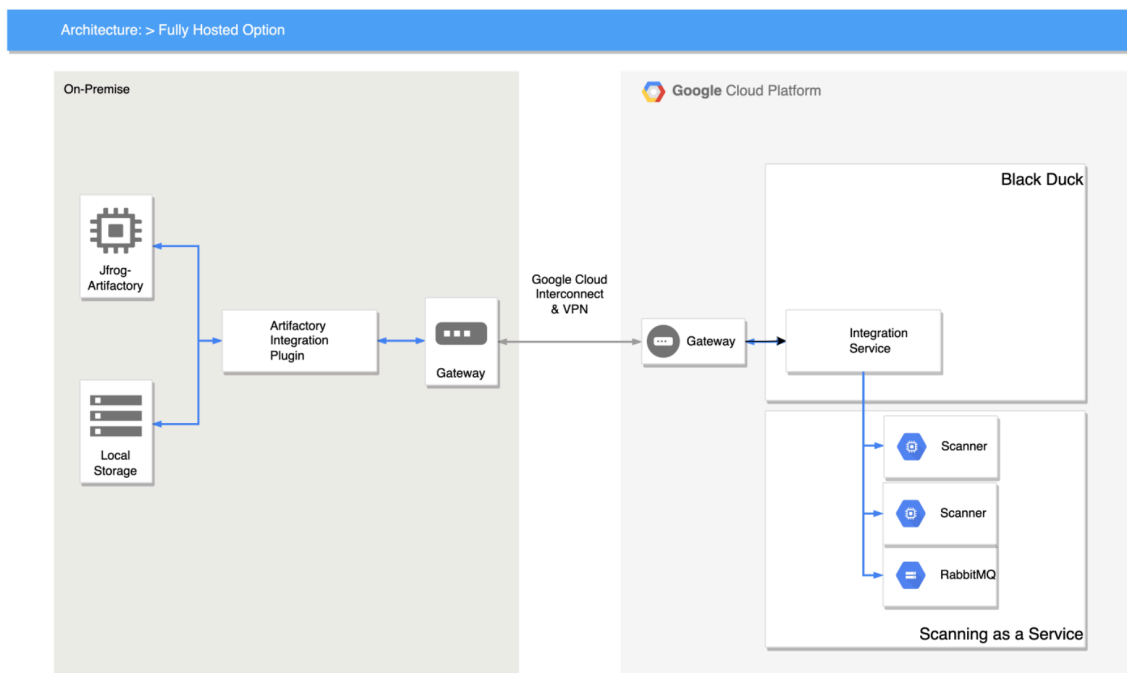 Architecture: > Fully Hosted Option
On-Premise
Jfrog-
Artifactory
Local
Storage
Artifactory
Integration
Plugin
Gateway
Google Cloud
Interconnect
& VPN
Google Cloud Platform
Gateway
Black Duck
Integration
Service
Scanner
Scanner
RabbitMQ
Scanning as a Service